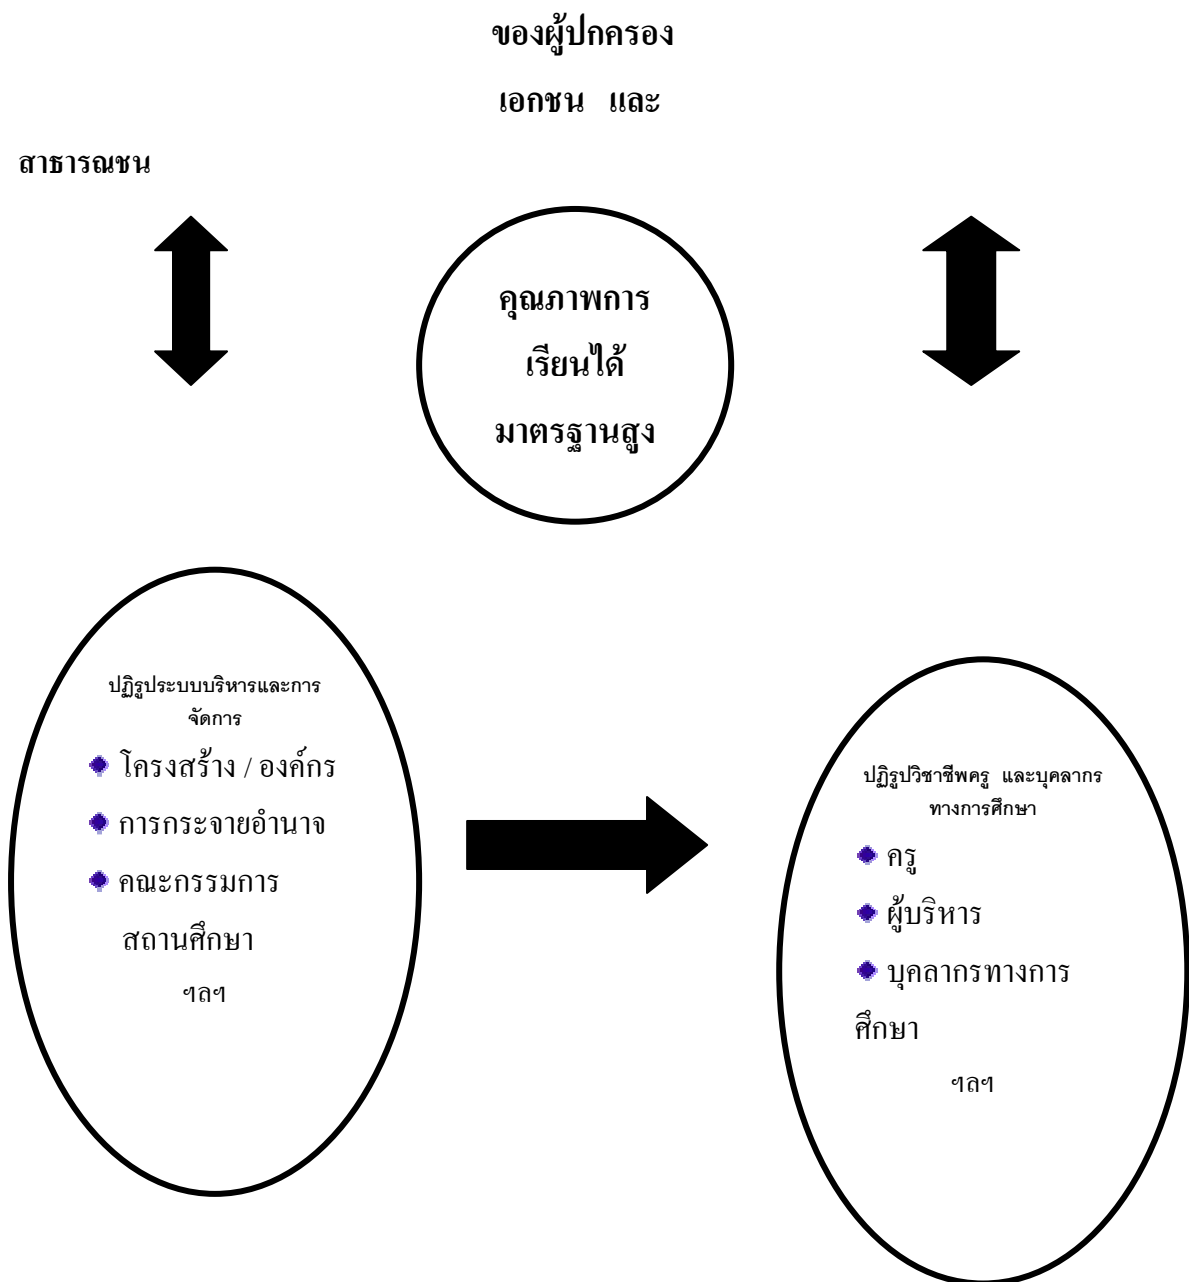 ของผู้ปกครอง
เอกชน และ
สาธารณชน
คุณภาพการ
เรียนได้
มาตรฐานสูง
ปฏิรูประบบบริหารและการ
จัดการ
โครงสร้าง / องค์กร
การกระจายอำนาจ
คณะกรรมการ
สถานศึกษา
ฯลฯ
ปฏิรูปวิชาชีพครู และบุคลากร
ทางการศึกษา
ครู
ผู้บริหาร
บุคลากรทางการ
ศึกษา
ฯลฯ